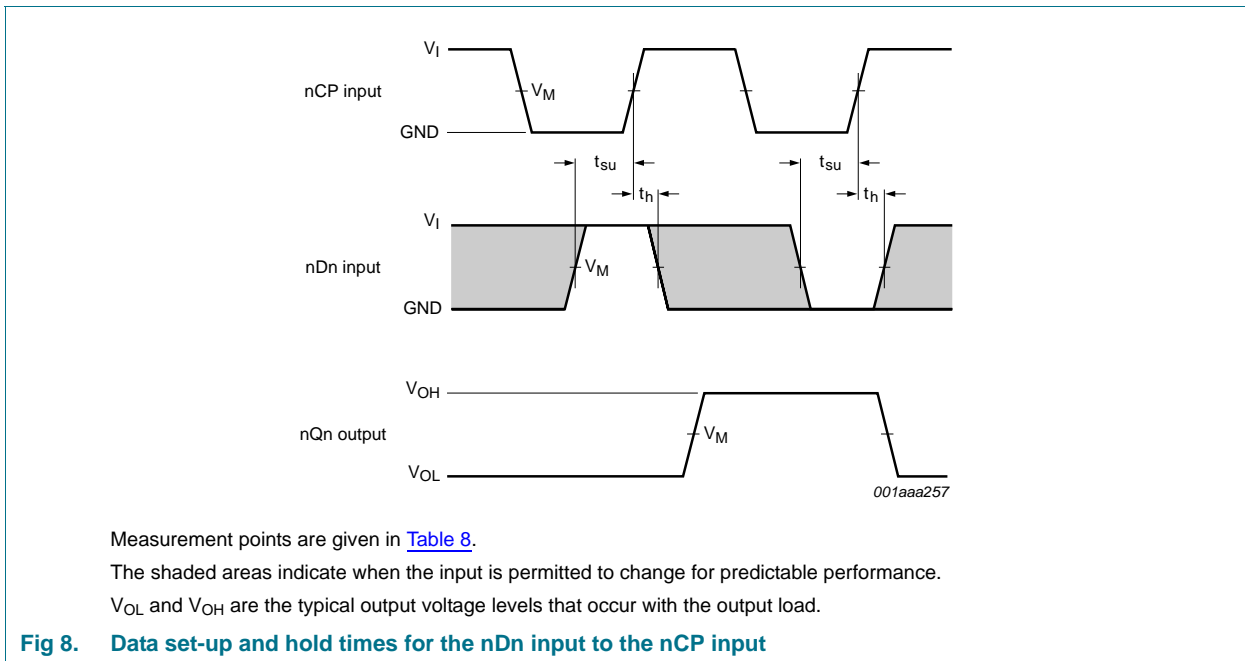 VI
nCP input
VM
GND
tsu
tsu
th
th
VI
nDn input
VM
GND
VOH
nQn output
VM
VOL
001aaa257
Measurement points are given in Table 8.
The shaded areas indicate when the input is permitted to change for predictable performance.
VOL and VOH are the typical output voltage levels that occur with the output load.
Fig 8. Data set-up and hold times for the nDn input to the nCP input